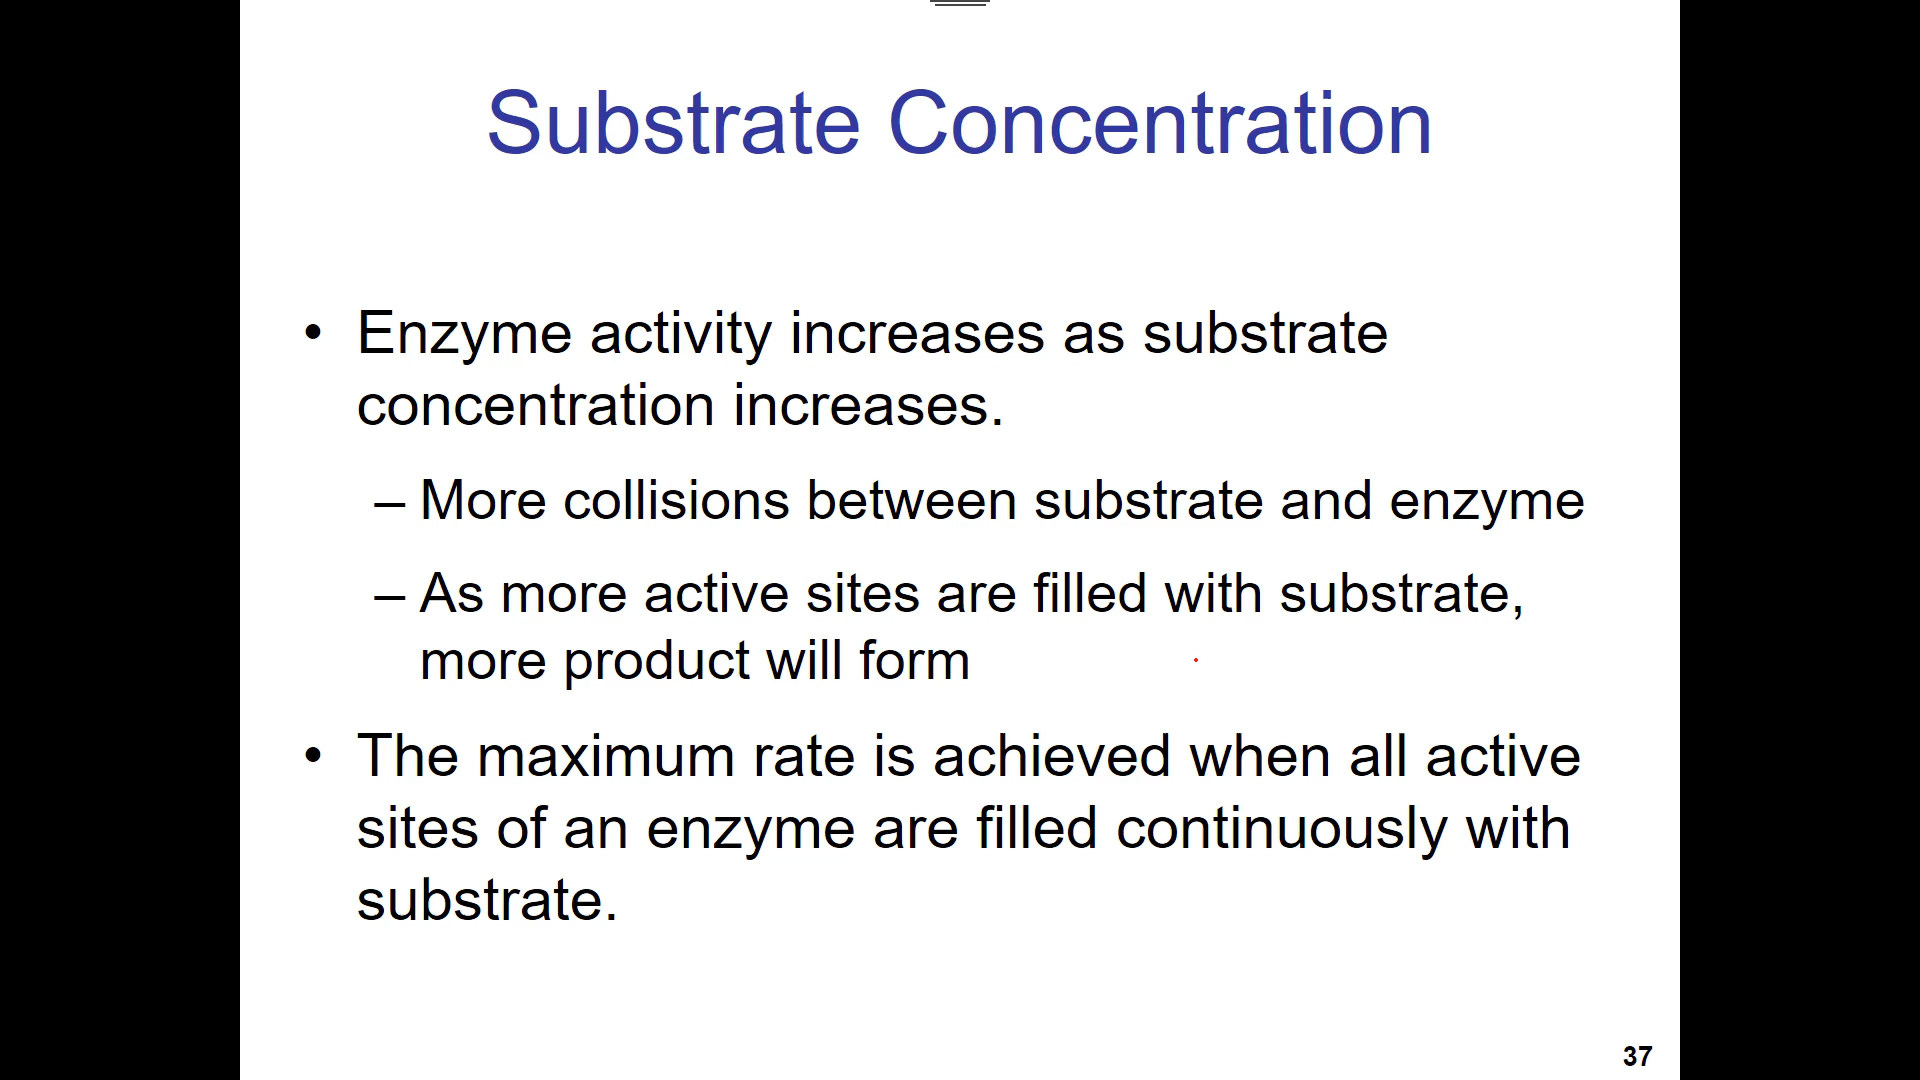 Substrate Concentration
• Enzyme activity increases as substrate
concentration increases.
– More collisions between substrate and enzyme
– As more active sites are filled with substrate,
more product will form
• The maximum rate is achieved when all active
sites of an enzyme are filled continuously with
substrate.
37